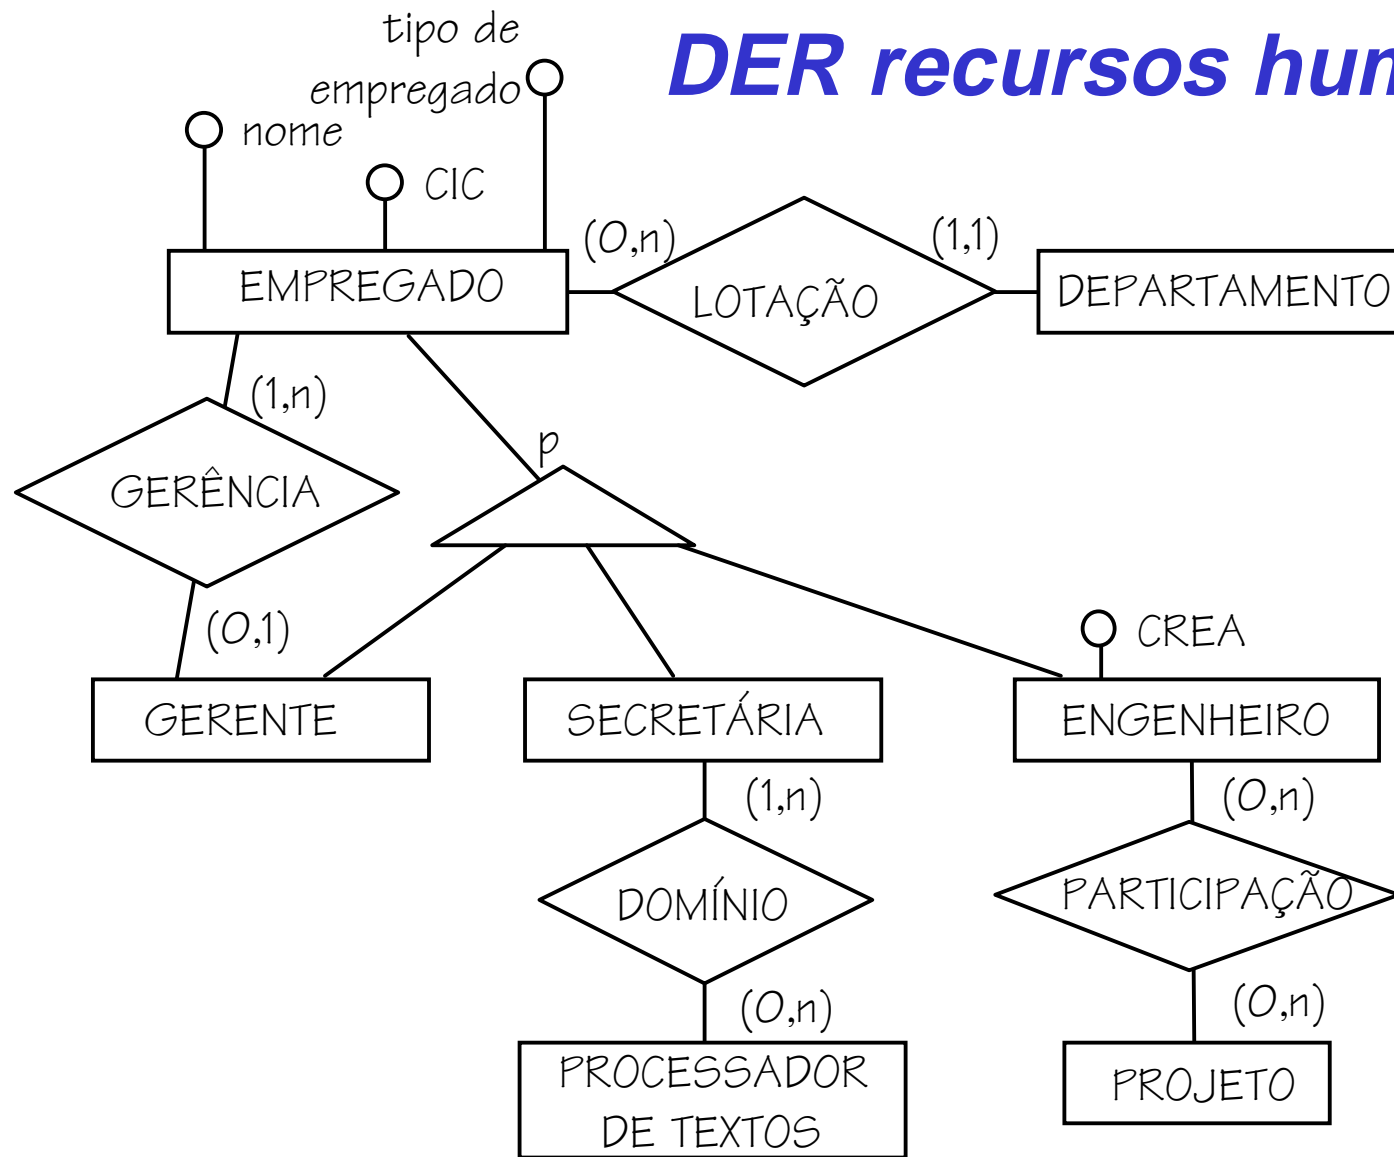 DER recursos hum
tipo de
empregado
nome
CIC
(0,n)
(1,1)
EMPREGADO
LOTAÇÃO
DEPARTAMENTO
(1,n)
p
GERÊNCIA
(0,1)
CREA
GERENTE
SECRETÁRIA
ENGENHEIRO
(1,n)
(0,n)
DOMÍNIO
PARTICIPAÇÃO
(0,n)
(0,n)
PROCESSADOR
DE TEXTOS
PROJETO